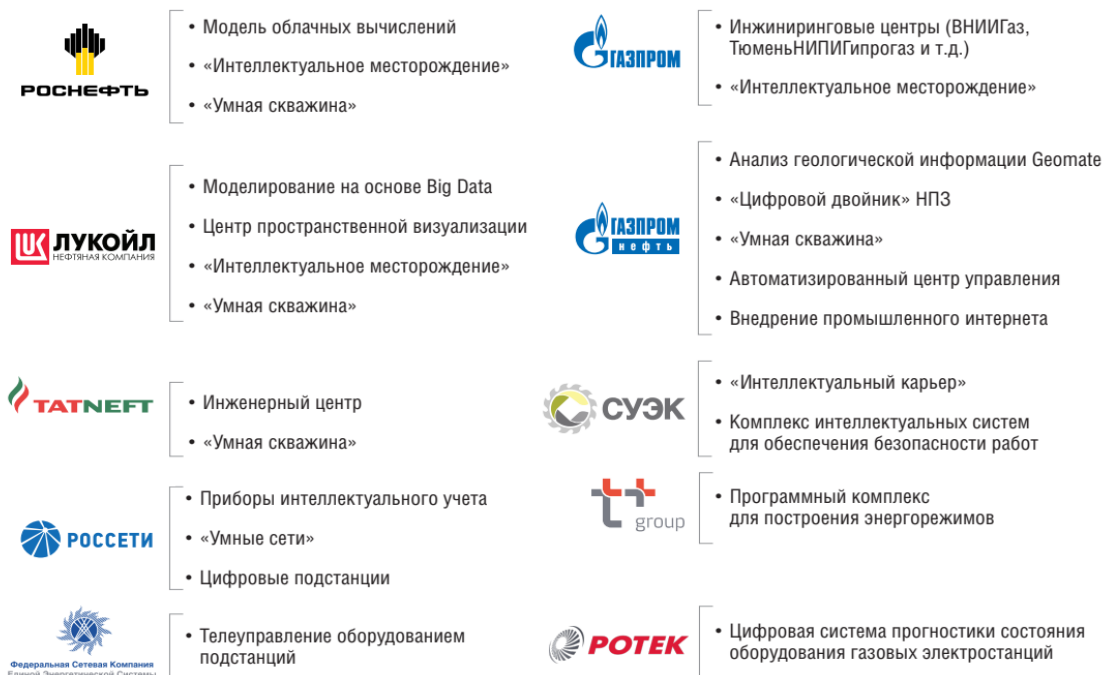 РОСНЕФТЬ
• Модель облачных вычислений
• «Интеллектуальное месторождение»
• «Умная скважина»
ГАЗПРОМ
• Инжиниринговые центры (ВНИИГаз,
ТюменьНИПИГипрогаз и т.д.)
• «Интеллектуальное месторождение»
ЛУКОЙЛ
НЕФТЯНАЯ КОМПАНИЯ
• Моделирование на основе Big Data
• Центр пространственной визуализации
• «Интеллектуальное месторождение»
• «Умная скважина»
ГАЗПРОМ
нефть
• Анализ геологической информации Geomate
• «Цифровой двойник» НПЗ
• «Умная скважина»
• Автоматизированный центр управления
• Внедрение промышленного интернета
TATNEFT
• Инженерный центр
• «Умная скважина»
СУЭК
• «Интеллектуальный карьер»
• Комплекс интеллектуальных систем
для обеспечения безопасности работ
РОССЕТИ
• Приборы интеллектуального учета
• «Умные сети»
• Цифровые подстанции
t+
group
• Программный комплекс
для построения энергорежимов
Федеральная Сетевая Компания
Единой Энергетической Системы
• Телеуправление оборудованием
подстанций
РОТЕК
• Цифровая система прогностики состояния
оборудования газовых электростанций